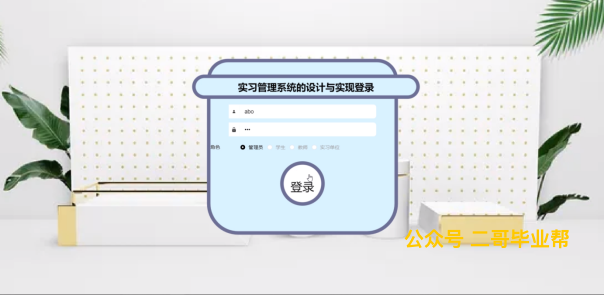 实习管理系统的设计与实现登录
abo
•••
角色 管理员 学生 教师 实习单位
登录
公众号 二哥毕业帮